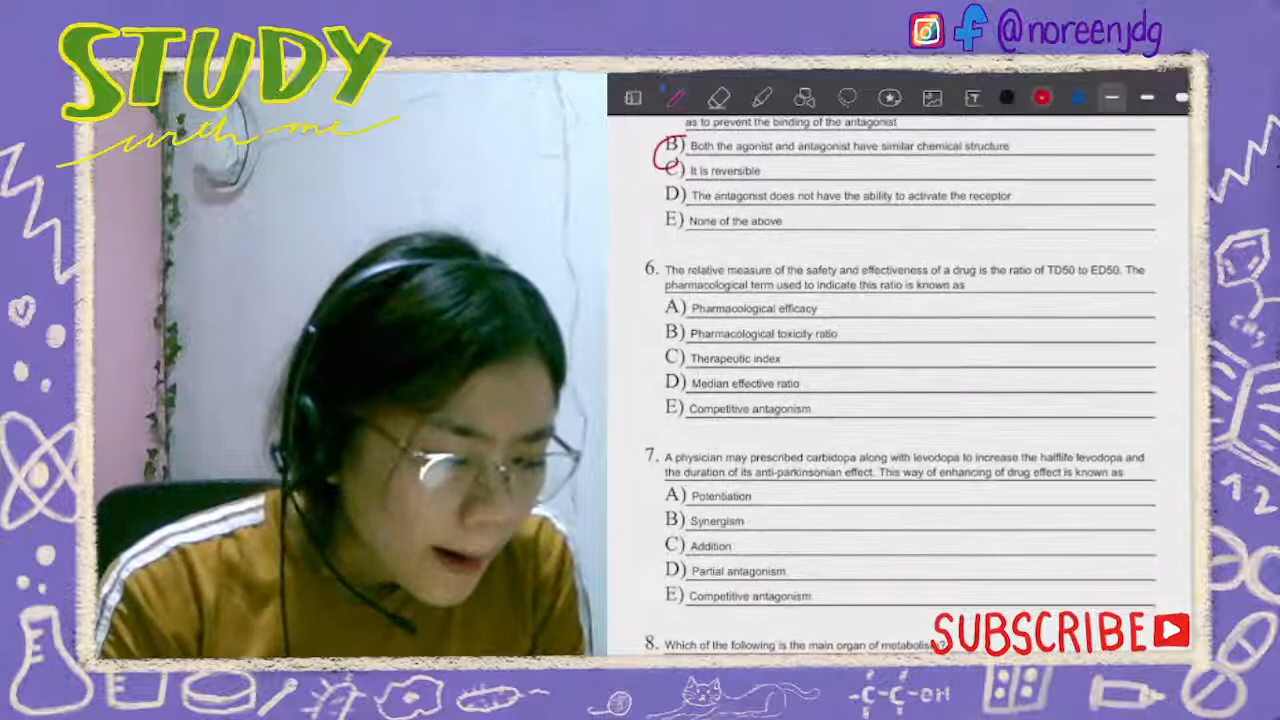 STUDY
with me
@noreenjdg
as to prevent the binding of the antagonist
B) Both the agonist and antagonist have similar chemical structure
C) It is reversible
D) The antagonist does not have the ability to activate the receptor
E) None of the above
6. The relative measure of the safety and effectiveness of a drug is the ratio of TD50 to ED50. The
pharmacological term used to indicate this ratio is known as
A) Pharmacological efficacy
B) Pharmacological toxicity ratio
C) Therapeutic index
D) Median effective ratio
E) Competitive antagonism
7. A physician may prescribed carbidopa along with levodopa to increase the halflife levodopa and
the duration of its anti-parkinsonian effect. This way of enhancing of drug effect is known as
A) Potentiation
B) Synergism
C) Addition
D) Partial antagonism
E) Competitive antagonism
8. Which of the following is the main organ of metabolism?
SUBSCRIBE
CH3
12
-C-C-OH